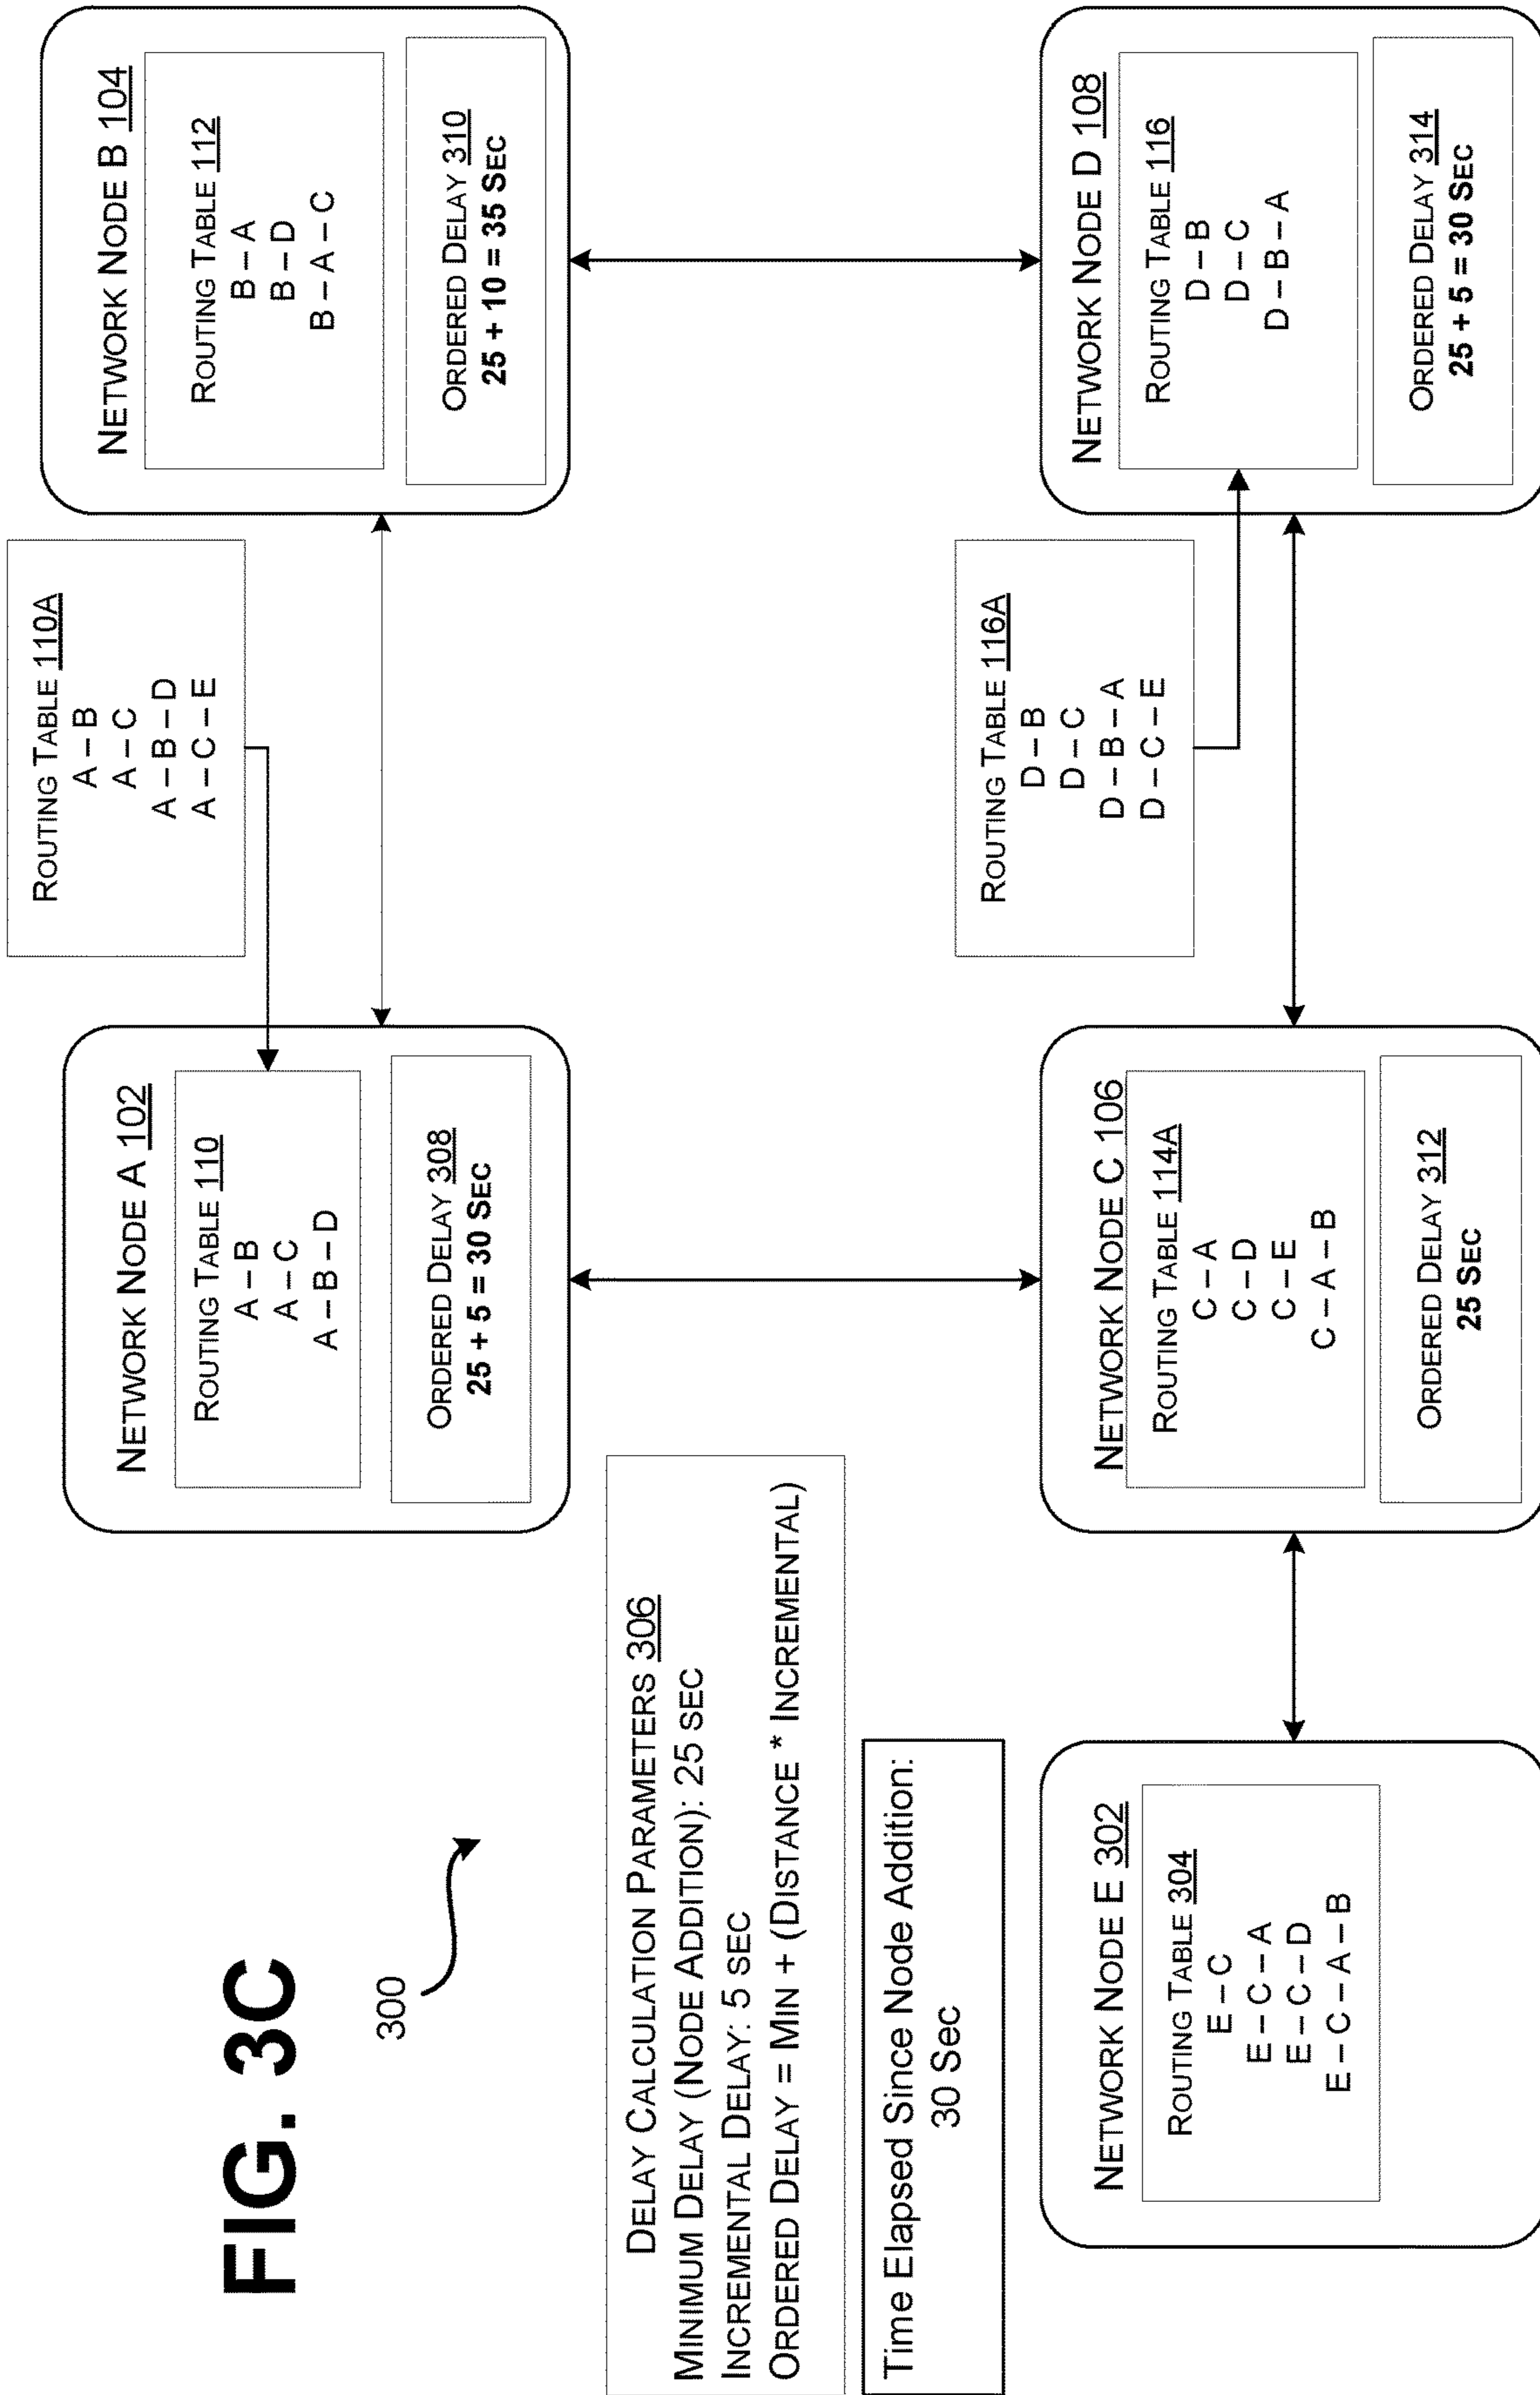 FIG. 3C
300
DELAY CALCULATION PARAMETERS 306
MINIMUM DELAY (NODE ADDITION): 25 SEC
INCREMENTAL DELAY: 5 SEC
ORDERED DELAY = MIN + (DISTANCE * INCREMENTAL)
Time Elapsed Since Node Addition:
30 Sec
NETWORK NODE A 102
ROUTING TABLE 110
A – B
A – C
A – B – D
ORDERED DELAY 308
25 + 5 = 30 SEC
ROUTING TABLE 110A
A – B
A – C
A – B – D
A – C – E
NETWORK NODE B 104
ROUTING TABLE 112
B – A
B – D
B – A – C
ORDERED DELAY 310
25 + 10 = 35 SEC
NETWORK NODE E 302
ROUTING TABLE 304
E – C
E – C – A
E – C – D
E – C – A – B
NETWORK NODE C 106
ROUTING TABLE 114A
C – A
C – D
C – E
C – A – B
ORDERED DELAY 312
25 SEC
ROUTING TABLE 116A
D – B
D – C
D – B – A
D – C – E
NETWORK NODE D 108
ROUTING TABLE 116
D – B
D – C
D – B – A
ORDERED DELAY 314
25 + 5 = 30 SEC